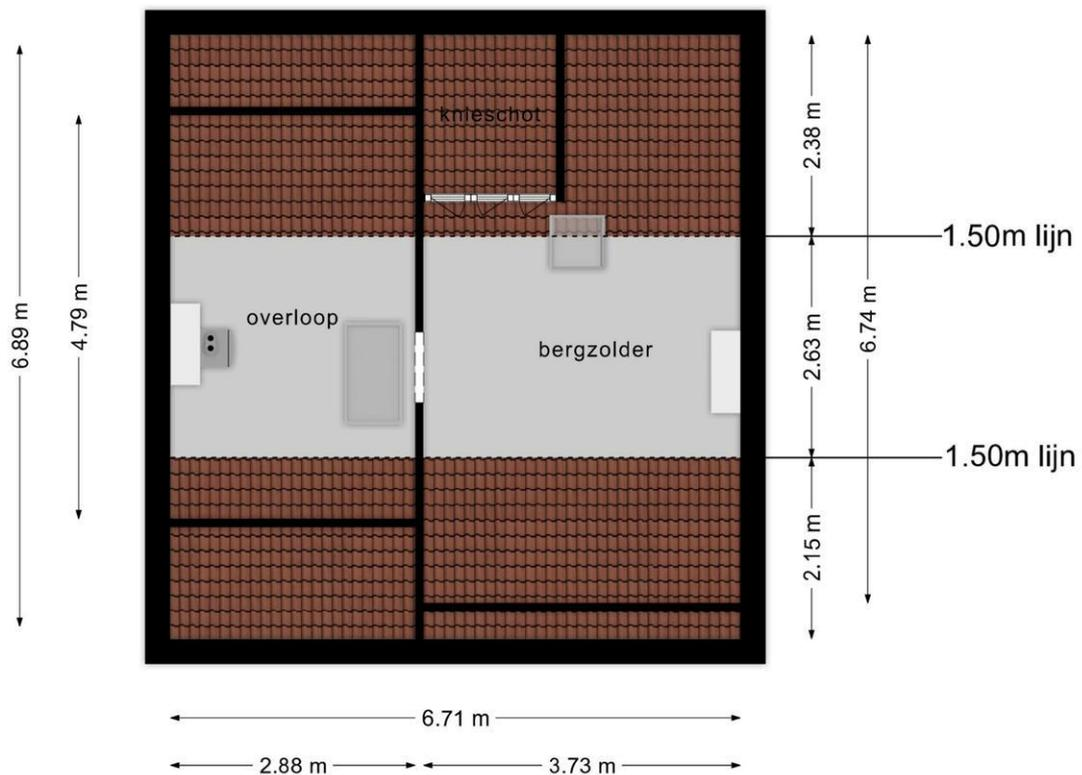 knieschot
2.38 m
1.50m lijn
6.89 m
4.79 m
overloop
bergzolder
2.63 m
6.74 m
1.50m lijn
2.15 m
6.71 m
2.88 m
3.73 m